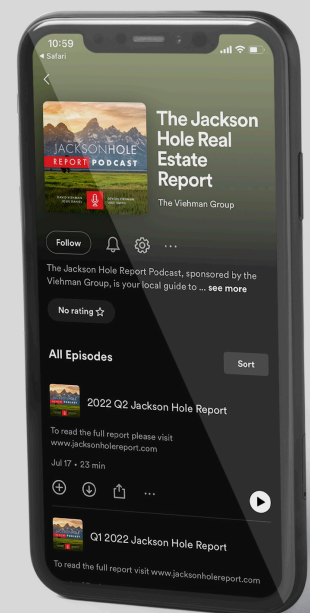 10:59
Safari
JACKSONHOLE
REPORT PODCAST
The Jackson
Hole Real
Estate
Report
The Viehman Group
Follow
The Jackson Hole Report Podcast, sponsored by the
Viehman Group, is your local guide to ... see more
No rating
All Episodes
Sort
2022 Q2 Jackson Hole Report
To read the full report please visit
www.jacksonholereport.com
Jul 17 • 23 min
Q1 2022 Jackson Hole Report
To read the full report visit www.jacksonholereport.com